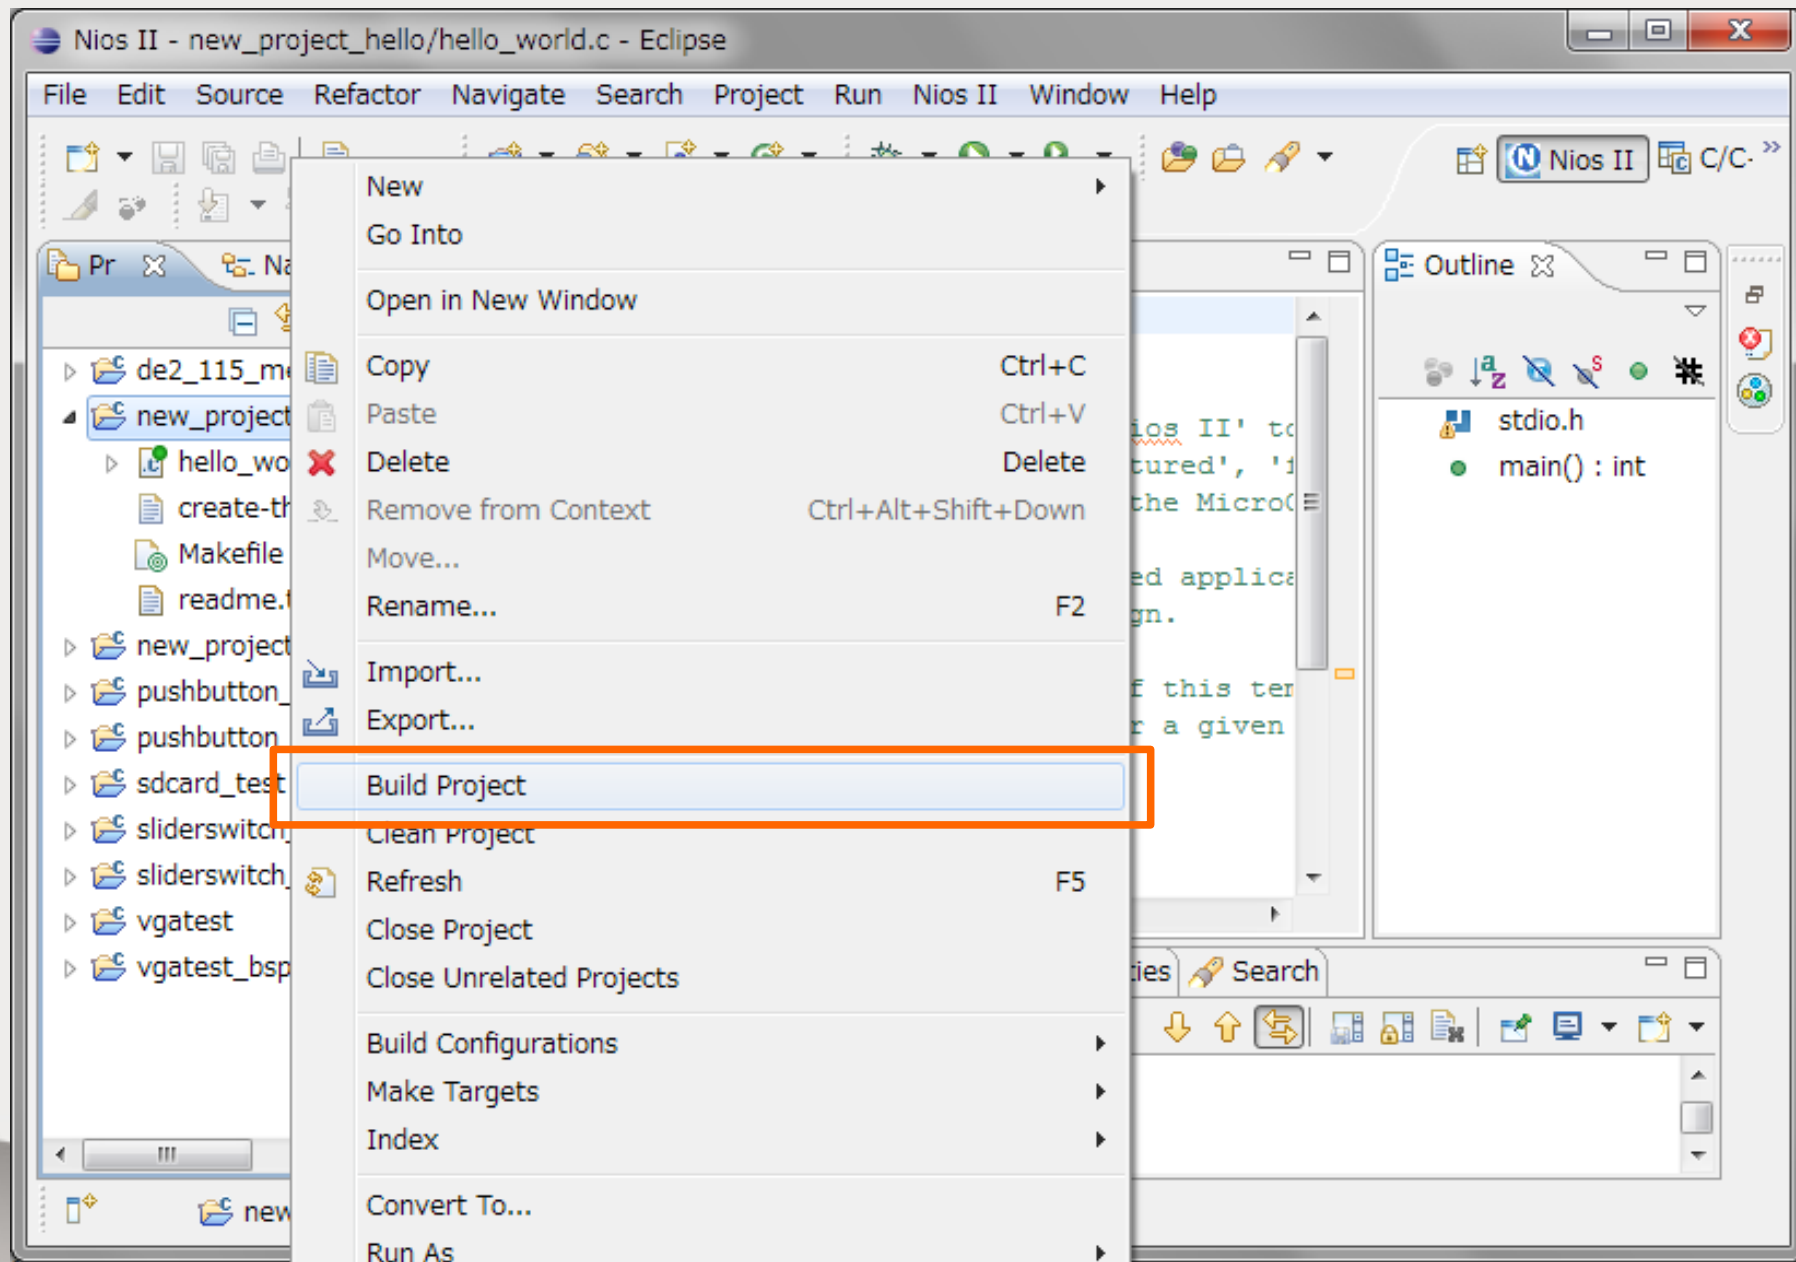 Nios II - new_project_hello/hello_world.c - Eclipse
File Edit Source Refactor Navigate Search Project Run Nios II Window Help
Nios II C/C
Pr
Outline
New
Go Into
Open in New Window
Copy Ctrl+C
Paste Ctrl+V
Delete Delete
Remove from Context Ctrl+Alt+Shift+Down
Move...
Rename... F2
Import...
Export...
Build Project
Clean Project
Refresh F5
Close Project
Close Unrelated Projects
Build Configurations
Make Targets
Index
Convert To...
Run As
de2_115_m
new_project
hello_wo
create-th
Makefile
readme.t
new_project
pushbutton_
pushbutton
sdcard_test
sliderswitch_
sliderswitch_
vgatest
vgatest_bsp
new
ios II' to
tured', 'f
the Micro
ed applica
gn.
f this tem
r a given
stdio.h
main() : int
ties Search